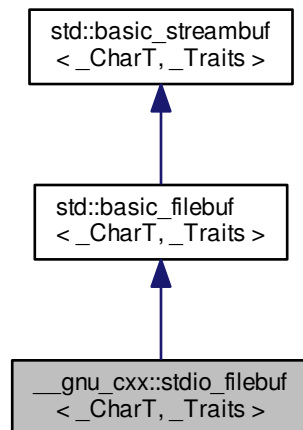 std::basic_streambuf
< _CharT, _Traits >
std::basic_filebuf
< _CharT, _Traits >
__gnu_cxx::stdio_filebuf
< _CharT, _Traits >